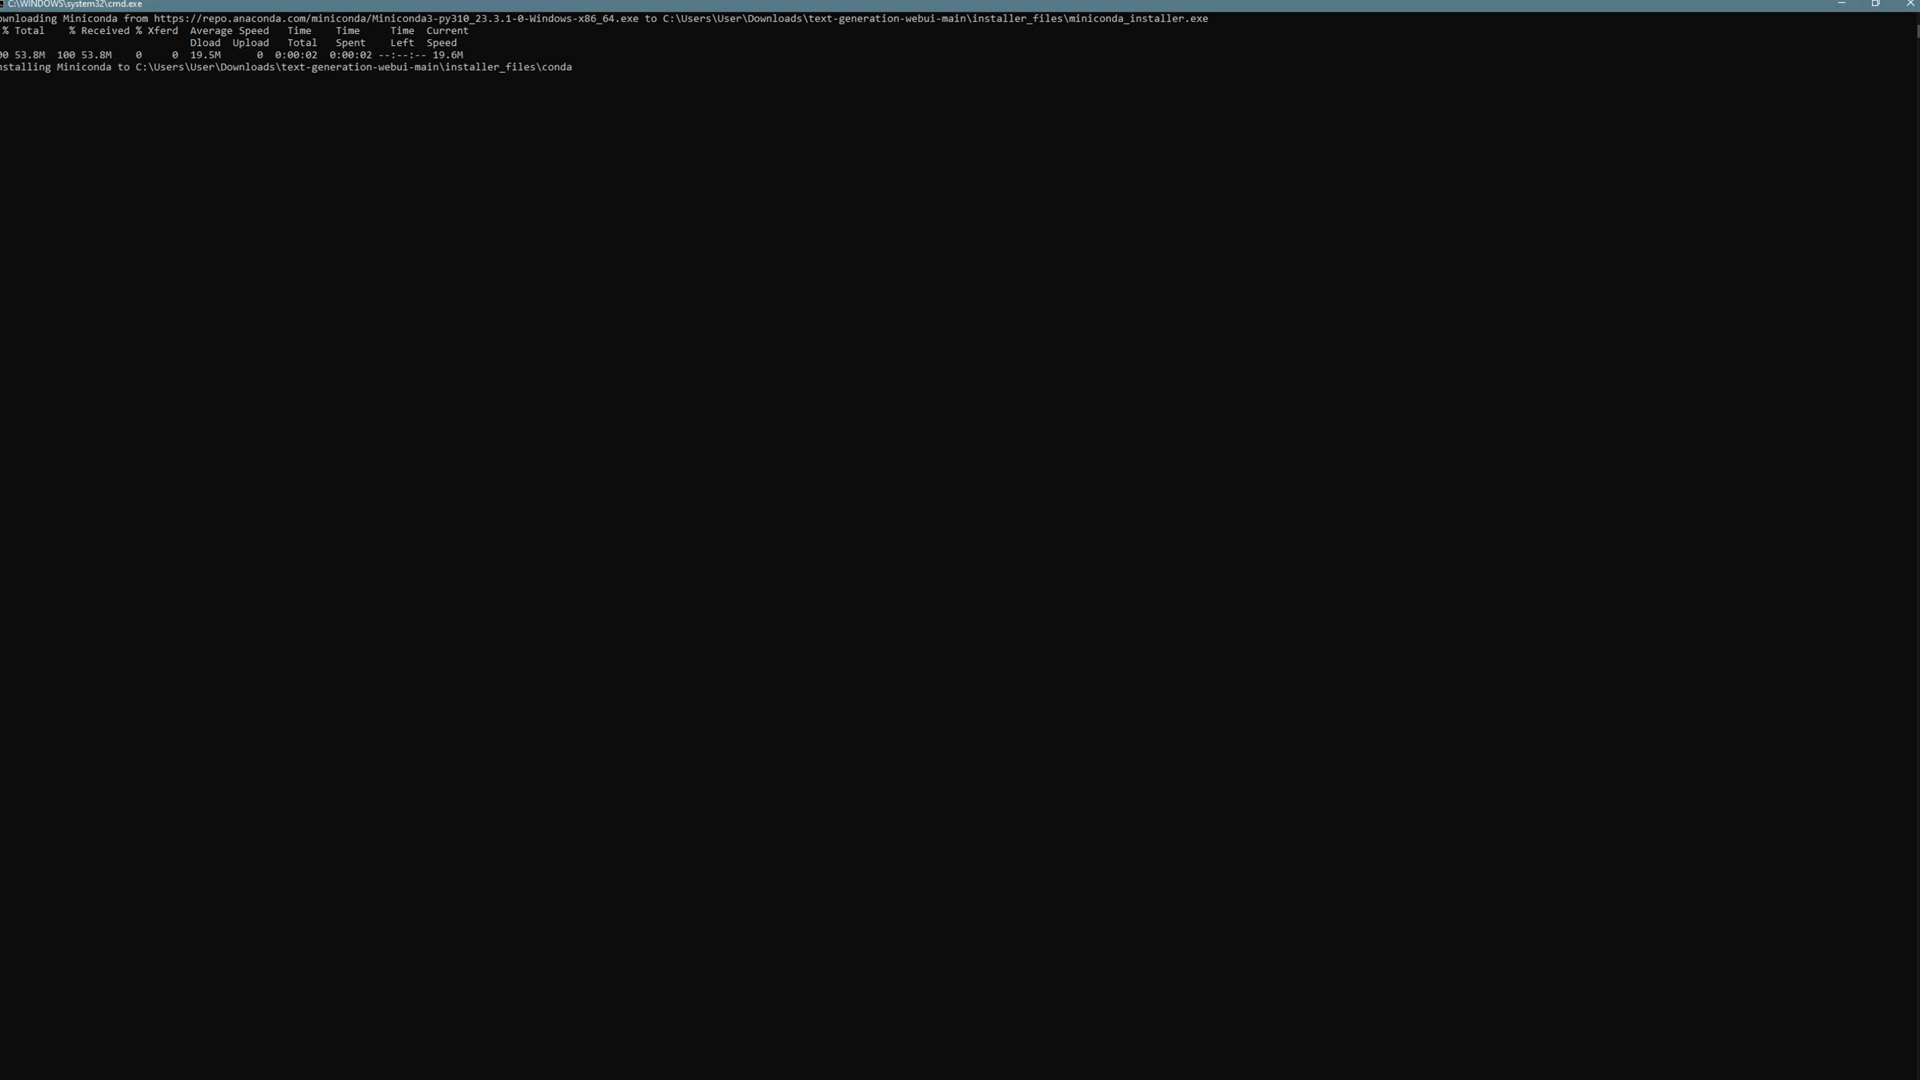 C:\WINDOWS\system32\cmd.exe
ownloading Miniconda from https://repo.anaconda.com/miniconda/Miniconda3-py310_23.3.1-0-Windows-x86_64.exe to C:\Users\User\Downloads\text-generation-webui-main\installer_files\miniconda_installer.exe
% Total % Received % Xferd Average Speed Time Time Time Current
Dload Upload Total Spent Left Speed
00 53.8M 100 53.8M 0 0 19.5M 0 0:00:02 0:00:02 --:--:-- 19.6M
nstalling Miniconda to C:\Users\User\Downloads\text-generation-webui-main\installer_files\conda